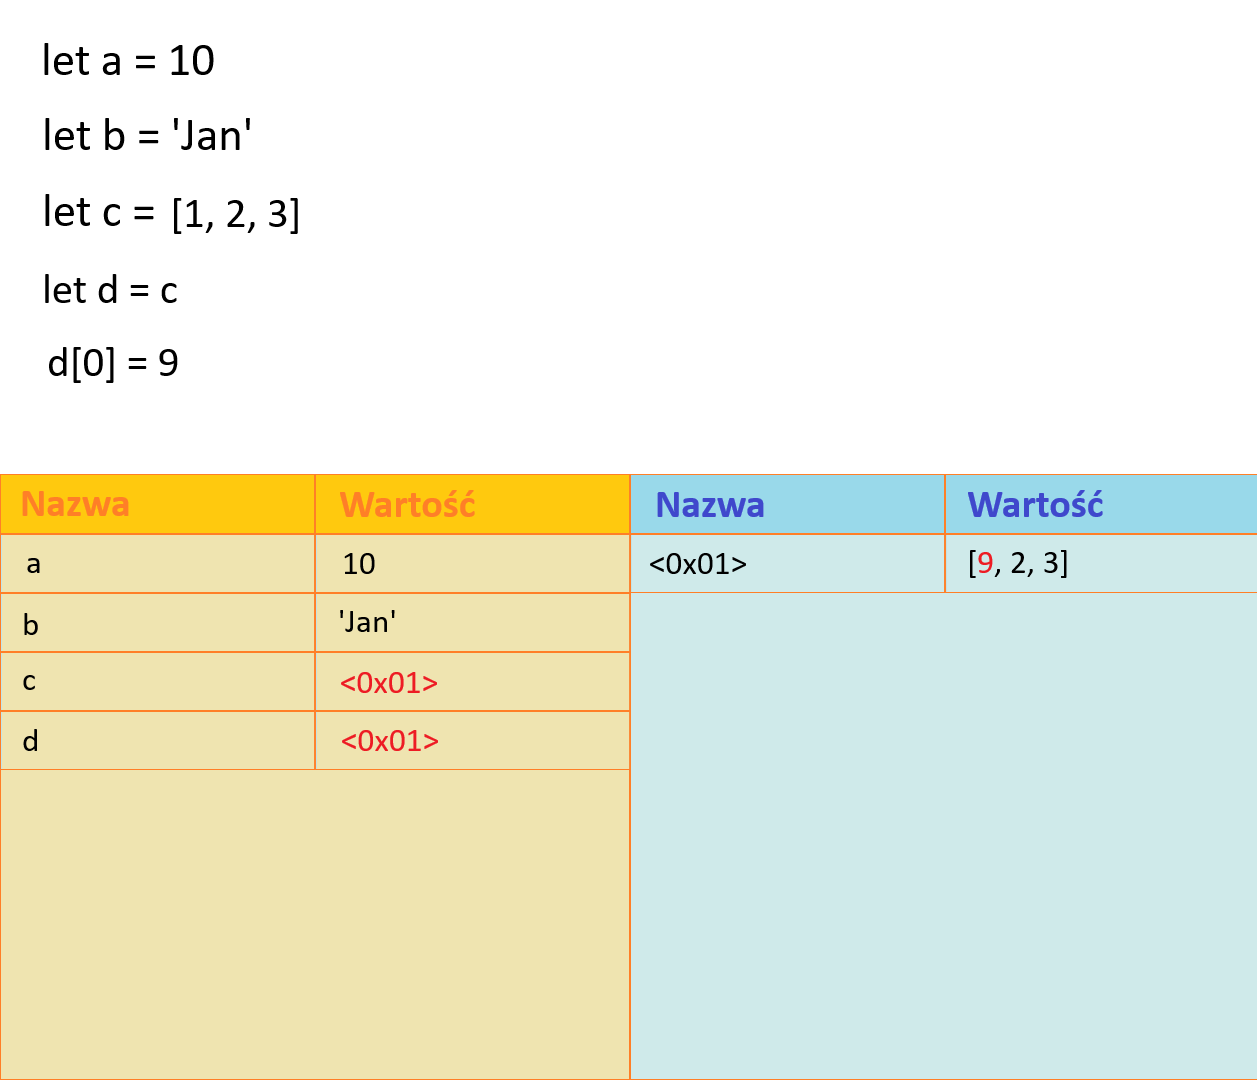 let a = 10
let b = 'Jan'
let c = [1, 2, 3]
let d = c
d[0] = 9
Nazwa Wartość Nazwa Wartość
a 10 <0x01> [9, 2, 3]
b 'Jan'
c <0x01>
d <0x01>